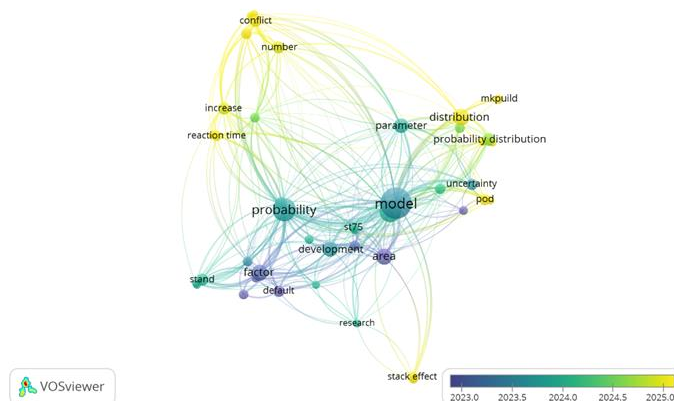 conflict
number
increase
reaction time
mkpuild
distribution
parameter
probability distribution
uncertainty
pod
model
probability
st75
development
area
factor
stand
default
research
stack effect
VOSviewer
2023.0 2023.5 2024.0 2024.5 2025.0